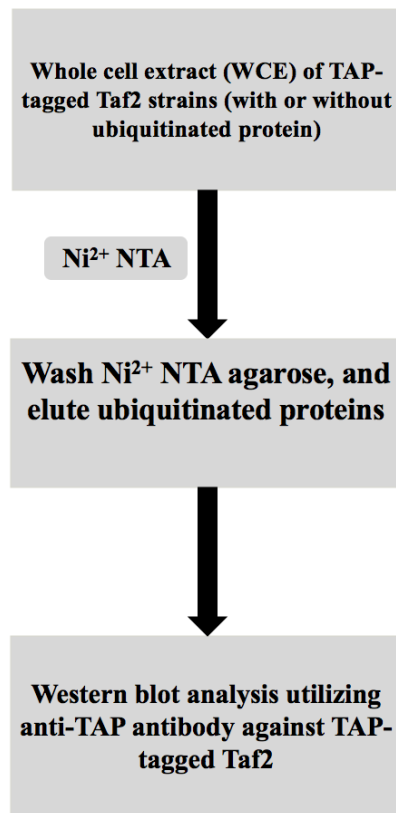 Whole cell extract (WCE) of TAP-
tagged Taf2 strains (with or without
ubiquitinated protein)
Ni²⁺ NTA
Wash Ni²⁺ NTA agarose, and
elute ubiquitinated proteins
Western blot analysis utilizing
anti-TAP antibody against TAP-
tagged Taf2